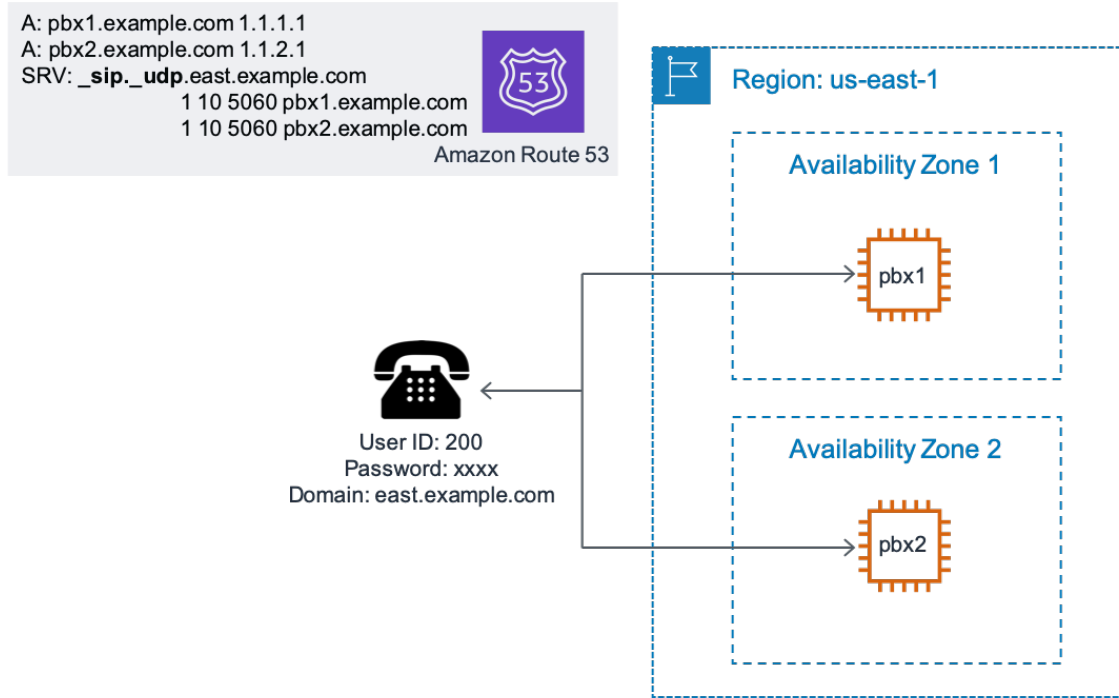 A: pbx1.example.com 1.1.1.1
A: pbx2.example.com 1.1.2.1
SRV: _sip._udp.east.example.com
1 10 5060 pbx1.example.com
1 10 5060 pbx2.example.com
53
Amazon Route 53
Region: us-east-1
Availability Zone 1
pbx1
User ID: 200
Password: xxxx
Domain: east.example.com
Availability Zone 2
pbx2